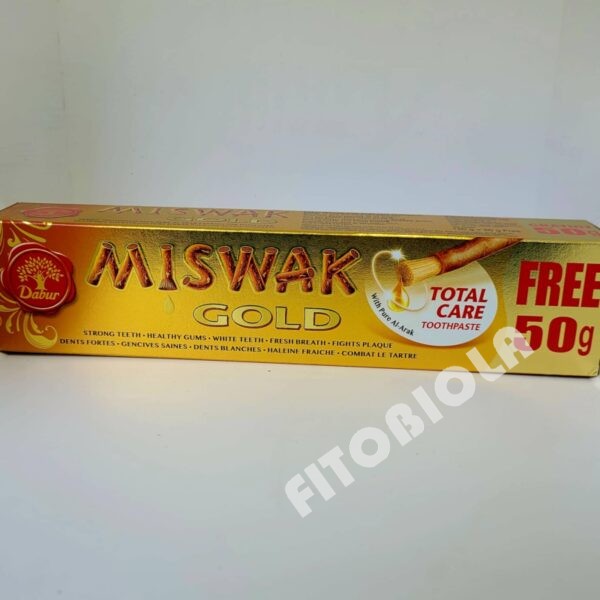 MISWAK
Dabur
MISWAK
GOLD
With Pure Al-Arak
TOTAL
CARE
TOOTHPASTE
FREE
50g
STRONG TEETH • HEALTHY GUMS • WHITE TEETH • FRESH BREATH • FIGHTS PLAQUE
DENTS FORTES • GENCIVES SAINES • DENTS BLANCHES • HALEINE FRAICHE • COMBAT LE TARTRE
FITOBIOLA